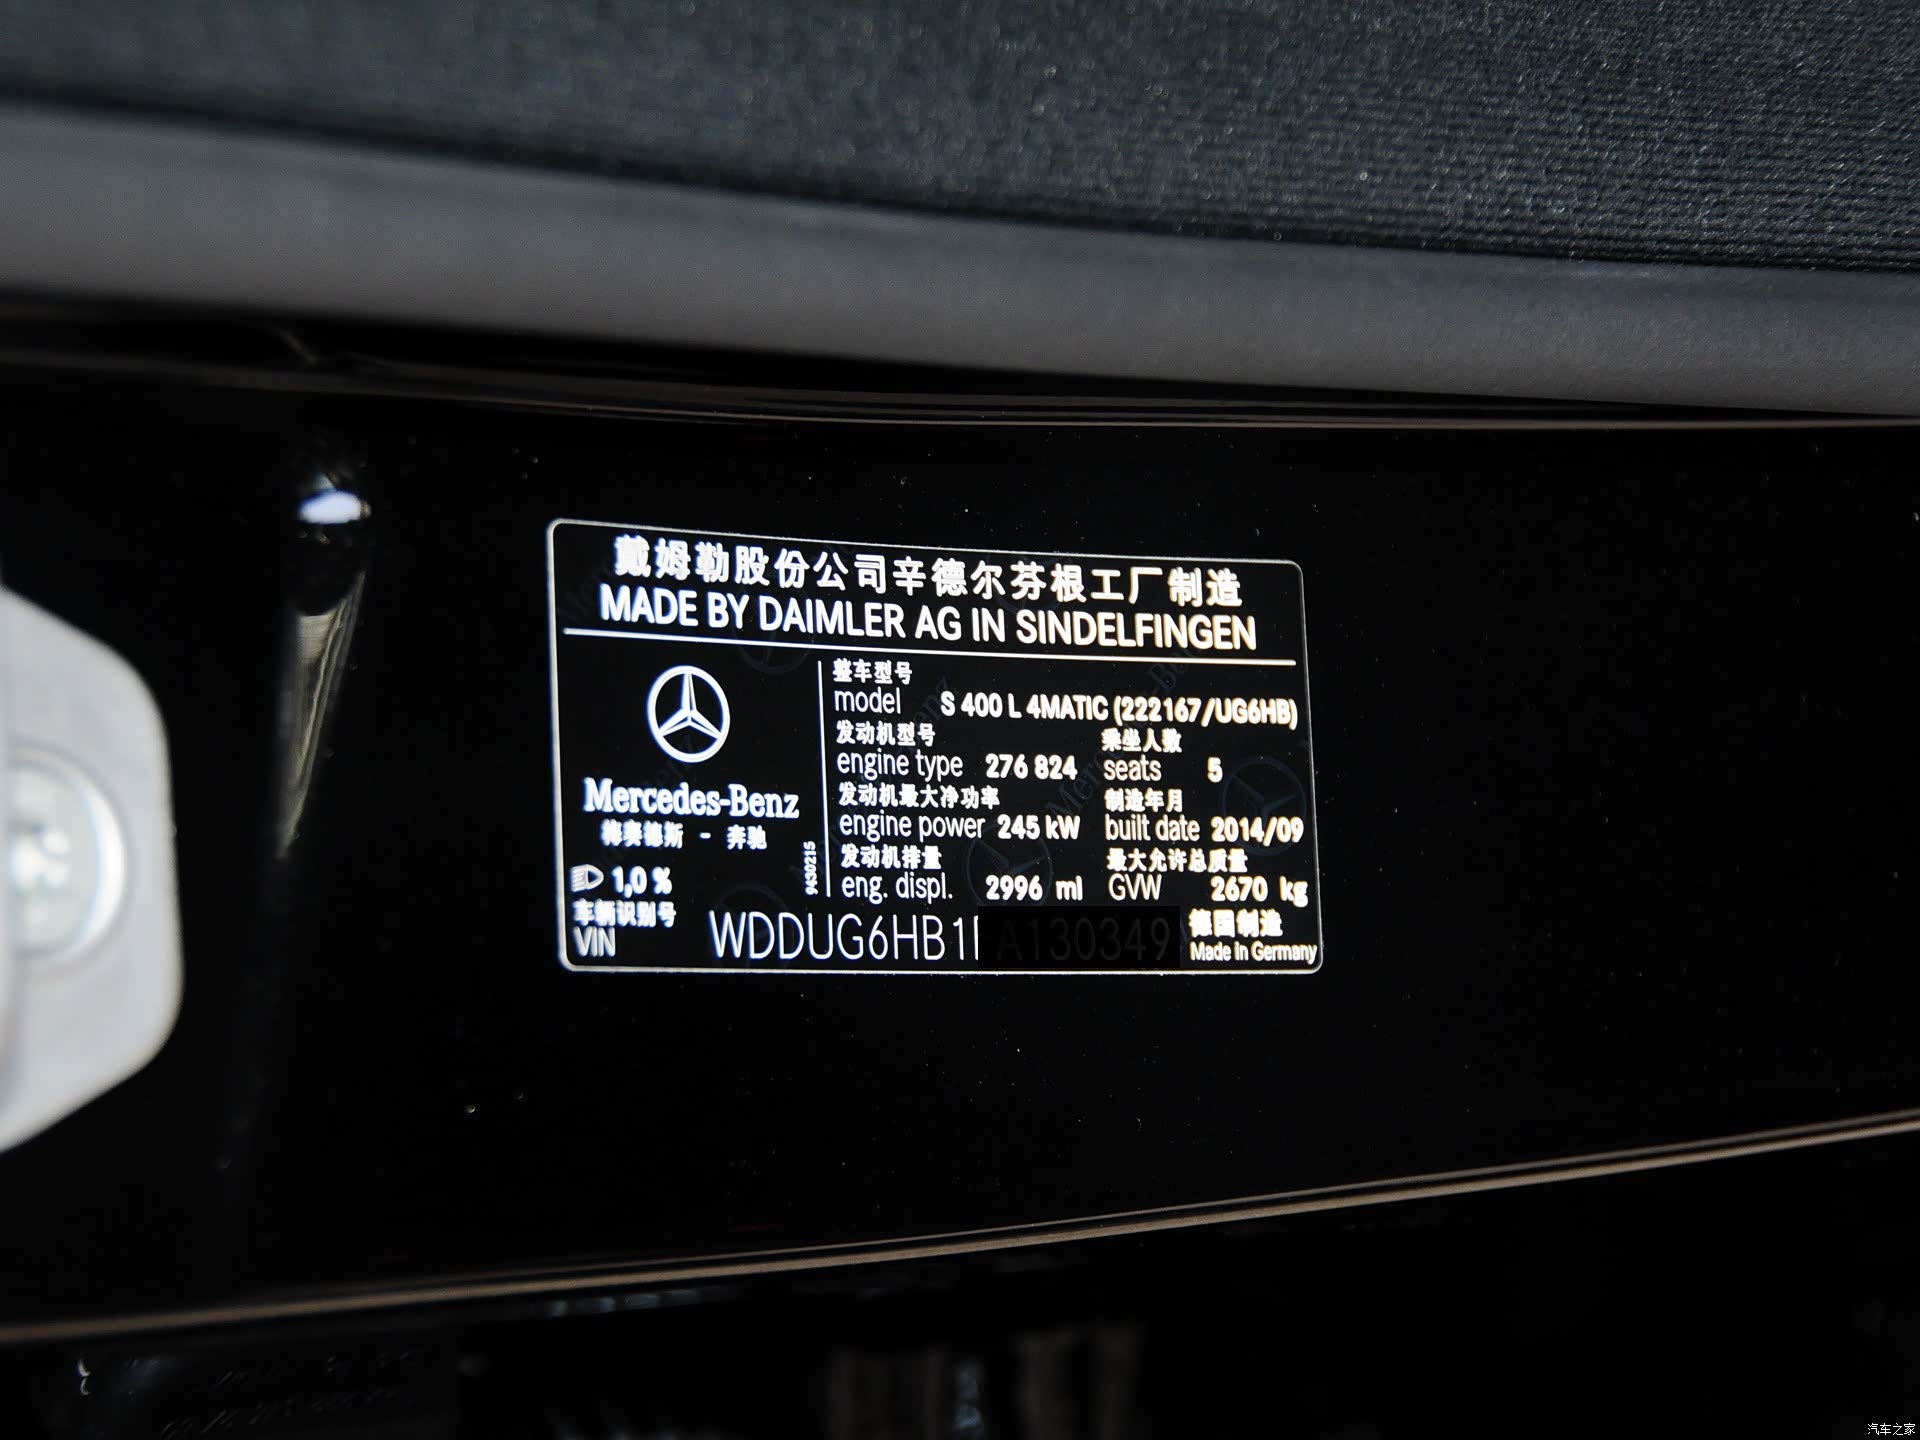 戴姆勒股份公司辛德尔芬根工厂制造
MADE BY DAIMLER AG IN SINDELFINGEN
整车型号
model S 400 L 4MATIC (222167/UG6HB)
发动机型号 乘坐人数
engine type 276 824 seats 5
发动机最大净功率 制造年月
engine power 245 kW built date 2014/09
发动机排量 最大允许总质量
eng. displ. 2996 ml GVW 2670 kg
Mercedes-Benz
梅赛德斯 - 奔驰
1,0 %
9430215
车辆识别号
VIN WDDUG6HB1 A130349
德国制造
Made in Germany
汽车之家